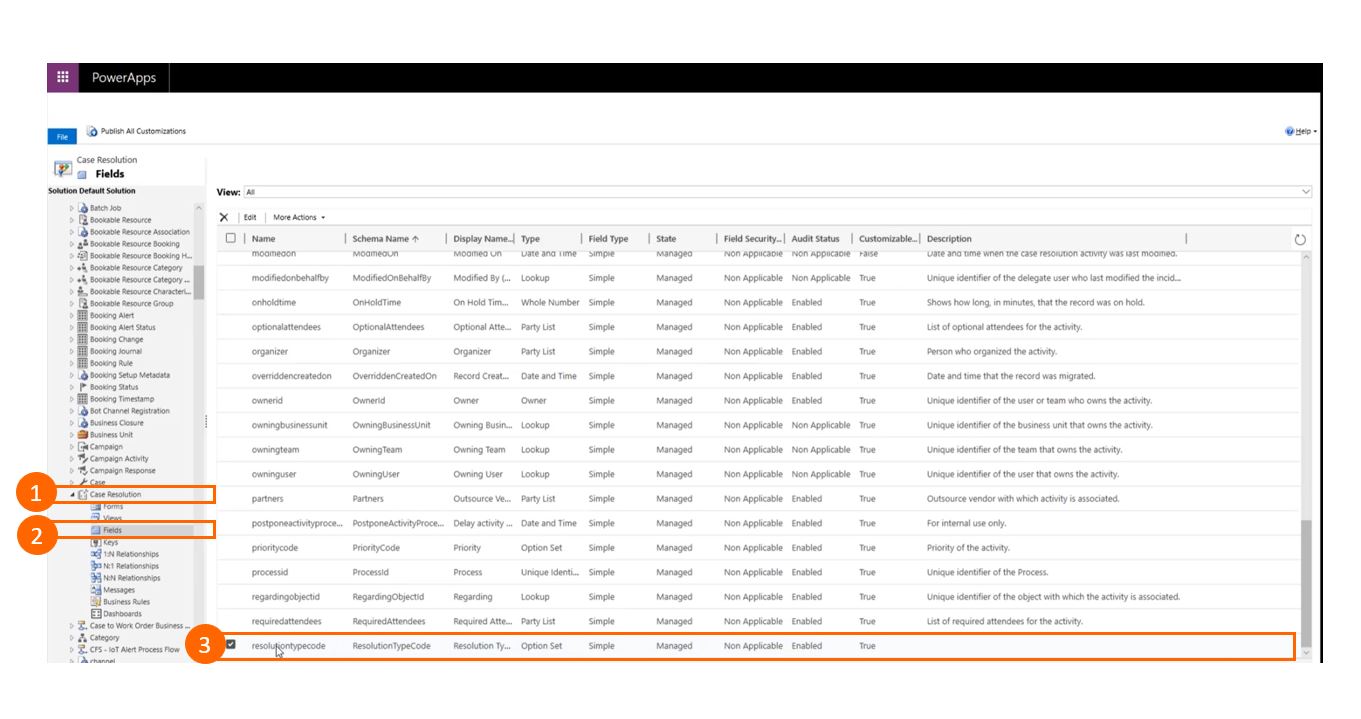 PowerApps
File
Publish All Customizations
Help
Case Resolution
Fields
Solution Default Solution
View: All
Edit
More Actions
Batch Job
Bookable Resource
Bookable Resource Association
Bookable Resource Booking
Bookable Resource Booking H...
Bookable Resource Category
Bookable Resource Category ...
Bookable Resource Characteri...
Bookable Resource Group
Booking Alert
Booking Alert Status
Booking Change
Booking Journal
Booking Rule
Booking Setup Metadata
Booking Status
Booking Timestamp
Bot Channel Registration
Business Closure
Business Unit
Campaign
Campaign Activity
Campaign Response
Case
1
Case Resolution
Forms
Views
2
Fields
Keys
1:N Relationships
N:1 Relationships
N:N Relationships
Messages
Business Rules
Dashboards
Case to Work Order Business ...
Category
CFS - IoT Alert Process Flow
channel
Name Schema Name ↑ Display Name... Type Field Type State Field Security... Audit Status Customizable... Description
modifiedon ModifiedOn Modified On Date and Time Simple Managed Non Applicable Non Applicable False Date and time when the case resolution activity was last modified.
modifiedonbehalfby ModifiedOnBehalfBy Modified By (... Lookup Simple Managed Non Applicable Non Applicable True Unique identifier of the delegate user who last modified the incid...
onholdtime OnHoldTime On Hold Tim... Whole Number Simple Managed Non Applicable Enabled True Shows how long, in minutes, that the record was on hold.
optionalattendees OptionalAttendees Optional Atte... Party List Simple Managed Non Applicable Enabled True List of optional attendees for the activity.
organizer Organizer Organizer Party List Simple Managed Non Applicable Enabled True Person who organized the activity.
overriddencreatedon OverriddenCreatedOn Record Creat... Date and Time Simple Managed Non Applicable Enabled True Date and time that the record was migrated.
ownerid OwnerId Owner Owner Simple Managed Non Applicable Enabled True Unique identifier of the user or team who owns the activity.
owningbusinessunit OwningBusinessUnit Owning Busin... Lookup Simple Managed Non Applicable Non Applicable True Unique identifier of the business unit that owns the activity.
owningteam OwningTeam Owning Team Lookup Simple Managed Non Applicable Non Applicable True Unique identifier of the team that owns the activity.
owninguser OwningUser Owning User Lookup Simple Managed Non Applicable Non Applicable True Unique identifier of the user that owns the activity.
partners Partners Outsource Ve... Party List Simple Managed Non Applicable Enabled True Outsource vendor with which activity is associated.
postponeactivityproce... PostponeActivityProce... Delay activity ... Date and Time Simple Managed Non Applicable Enabled True For internal use only.
prioritycode PriorityCode Priority Option Set Simple Managed Non Applicable Enabled True Priority of the activity.
processid ProcessId Process Unique Identi... Simple Managed Non Applicable Enabled True Unique identifier of the Process.
regardingobjectid RegardingObjectId Regarding Lookup Simple Managed Non Applicable Enabled True Unique identifier of the object with which the activity is associated.
requiredattendees RequiredAttendees Required Atte... Party List Simple Managed Non Applicable Enabled True List of required attendees for the activity.
3
resolutiontypecode ResolutionTypeCode Resolution Ty... Option Set Simple Managed Non Applicable Enabled True